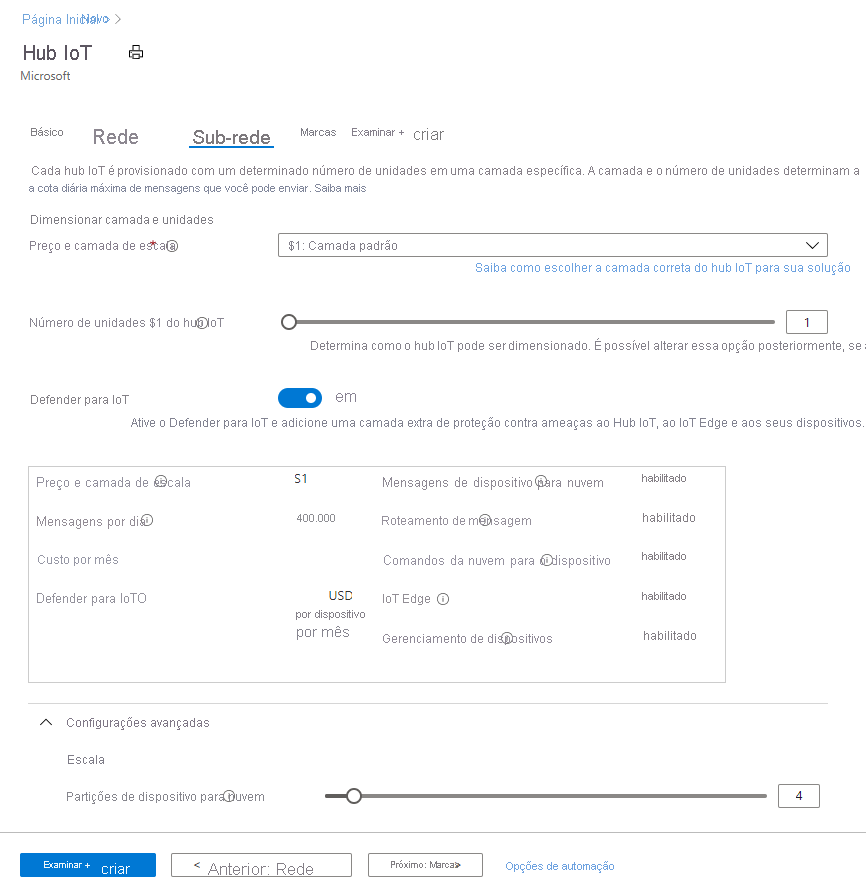 Página Inicial > Novo >
Hub IoT
Microsoft
Básico Rede Sub-rede Marcas Examinar + criar
Cada hub IoT é provisionado com um determinado número de unidades em uma camada específica. A camada e o número de unidades determinam a
a cota diária máxima de mensagens que você pode enviar. Saiba mais
Dimensionar camada e unidades
Preço e camada de escala * $1: Camada padrão
Saiba como escolher a camada correta do hub IoT para sua solução
Número de unidades $1 do hub IoT 1
Determina como o hub IoT pode ser dimensionado. É possível alterar essa opção posteriormente, se a
Defender para IoT em
Ative o Defender para IoT e adicione uma camada extra de proteção contra ameaças ao Hub IoT, ao IoT Edge e aos seus dispositivos.
Preço e camada de escala S1 Mensagens de dispositivo para nuvem habilitado
Mensagens por dia 400.000 Roteamento de mensagem habilitado
Custo por mês Comandos da nuvem para o dispositivo habilitado
Defender para IoTO USD por dispositivo por mês IoT Edge habilitado
Gerenciamento de dispositivos habilitado
Configurações avançadas
Escala
Partições de dispositivo para nuvem 4
Examinar + criar < Anterior: Rede Próximo: Marcas > Opções de automação